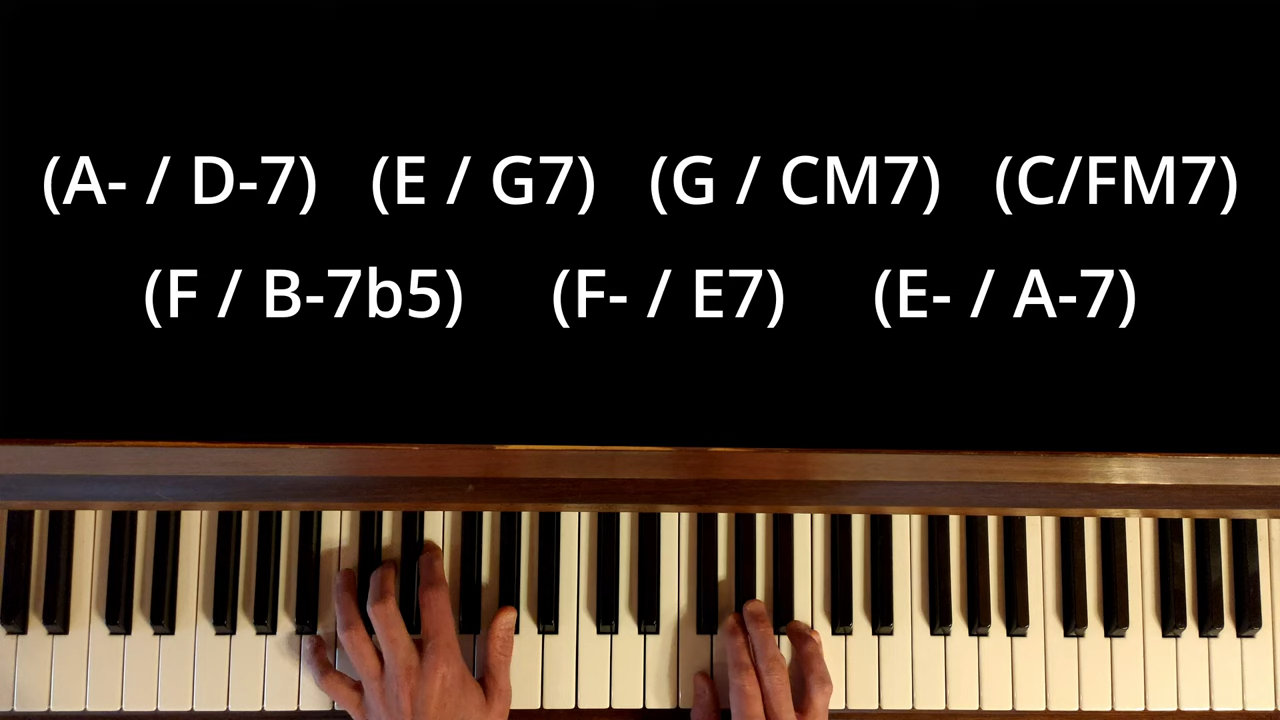 (A- / D-7) (E / G7) (G / CM7) (C/FM7)
(F / B-7b5) (F- / E7) (E- / A-7)